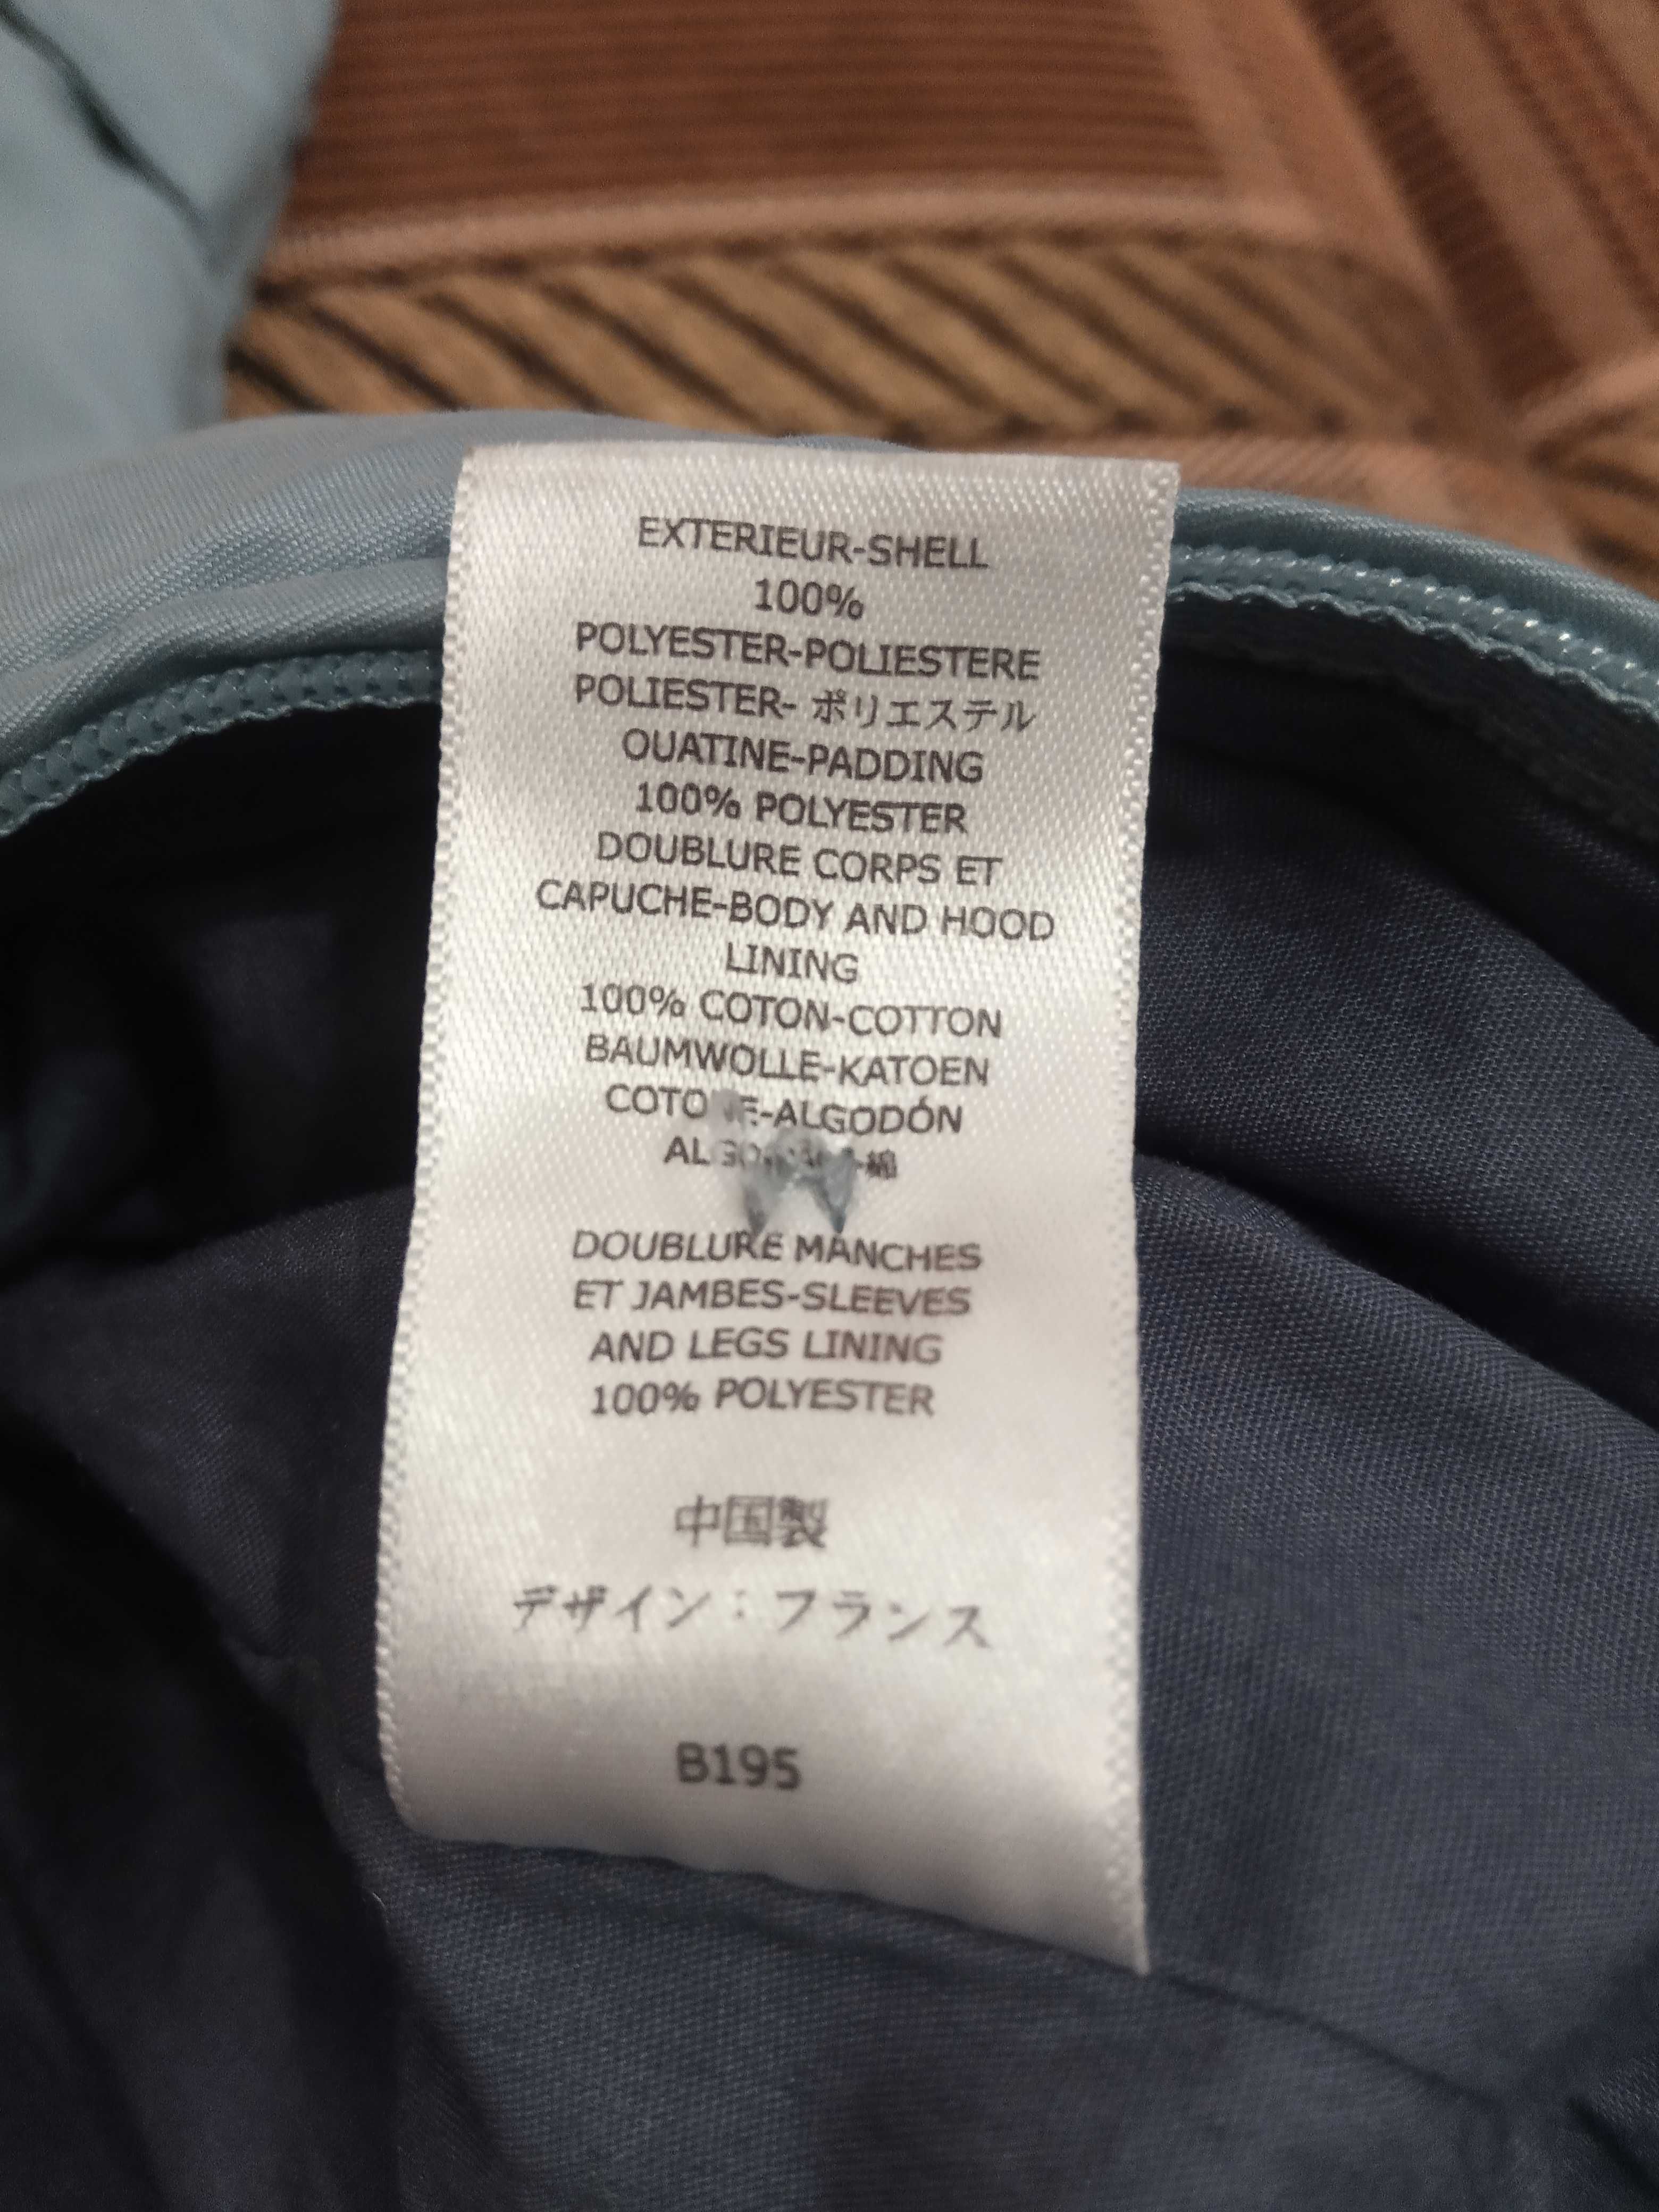 EXTERIEUR-SHELL
100%
POLYESTER-POLIESTERE
POLIESTER- ポリエステル
OUATINE-PADDING
100% POLYESTER
DOUBLURE CORPS ET
CAPUCHE-BODY AND HOOD
LINING
100% COTON-COTTON
BAUMWOLLE-KATOEN
COTONE-ALGODÓN
綿
DOUBLURE MANCHES
ET JAMBES-SLEEVES
AND LEGS LINING
100% POLYESTER
中国製
デザイン：フランス
B195